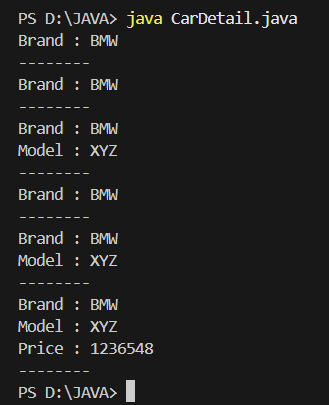 PS D:\JAVA> java CarDetail.java
Brand : BMW
--------
Brand : BMW
--------
Brand : BMW
Model : XYZ
--------
Brand : BMW
--------
Brand : BMW
Model : XYZ
--------
Brand : BMW
Model : XYZ
Price : 1236548
--------
PS D:\JAVA>